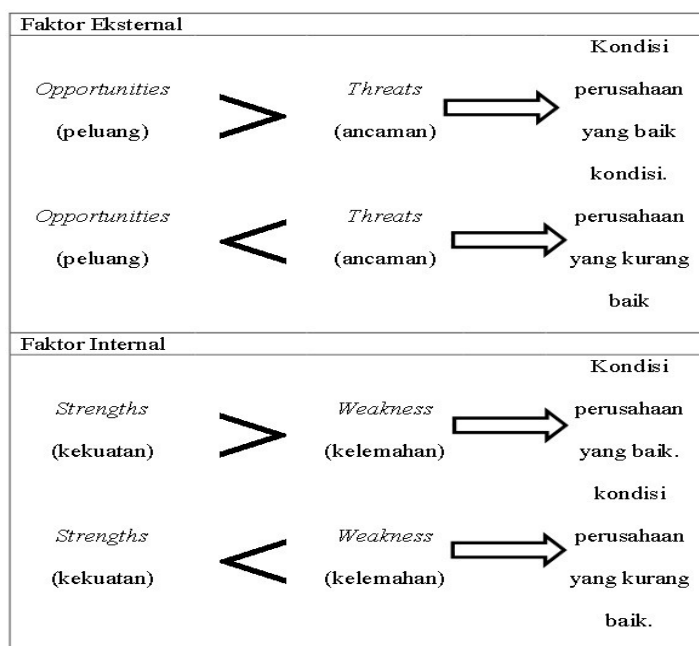 Faktor Eksternal
Kondisi
Opportunities Threats perusahaan
(peluang) > (ancaman) yang baik
kondisi.
Opportunities Threats perusahaan
(peluang) < (ancaman) yang kurang
baik
Faktor Internal
Kondisi
Strengths Weakness perusahaan
(kekuatan) > (kelemahan) yang baik.
kondisi
Strengths Weakness perusahaan
(kekuatan) < (kelemahan) yang kurang
baik.